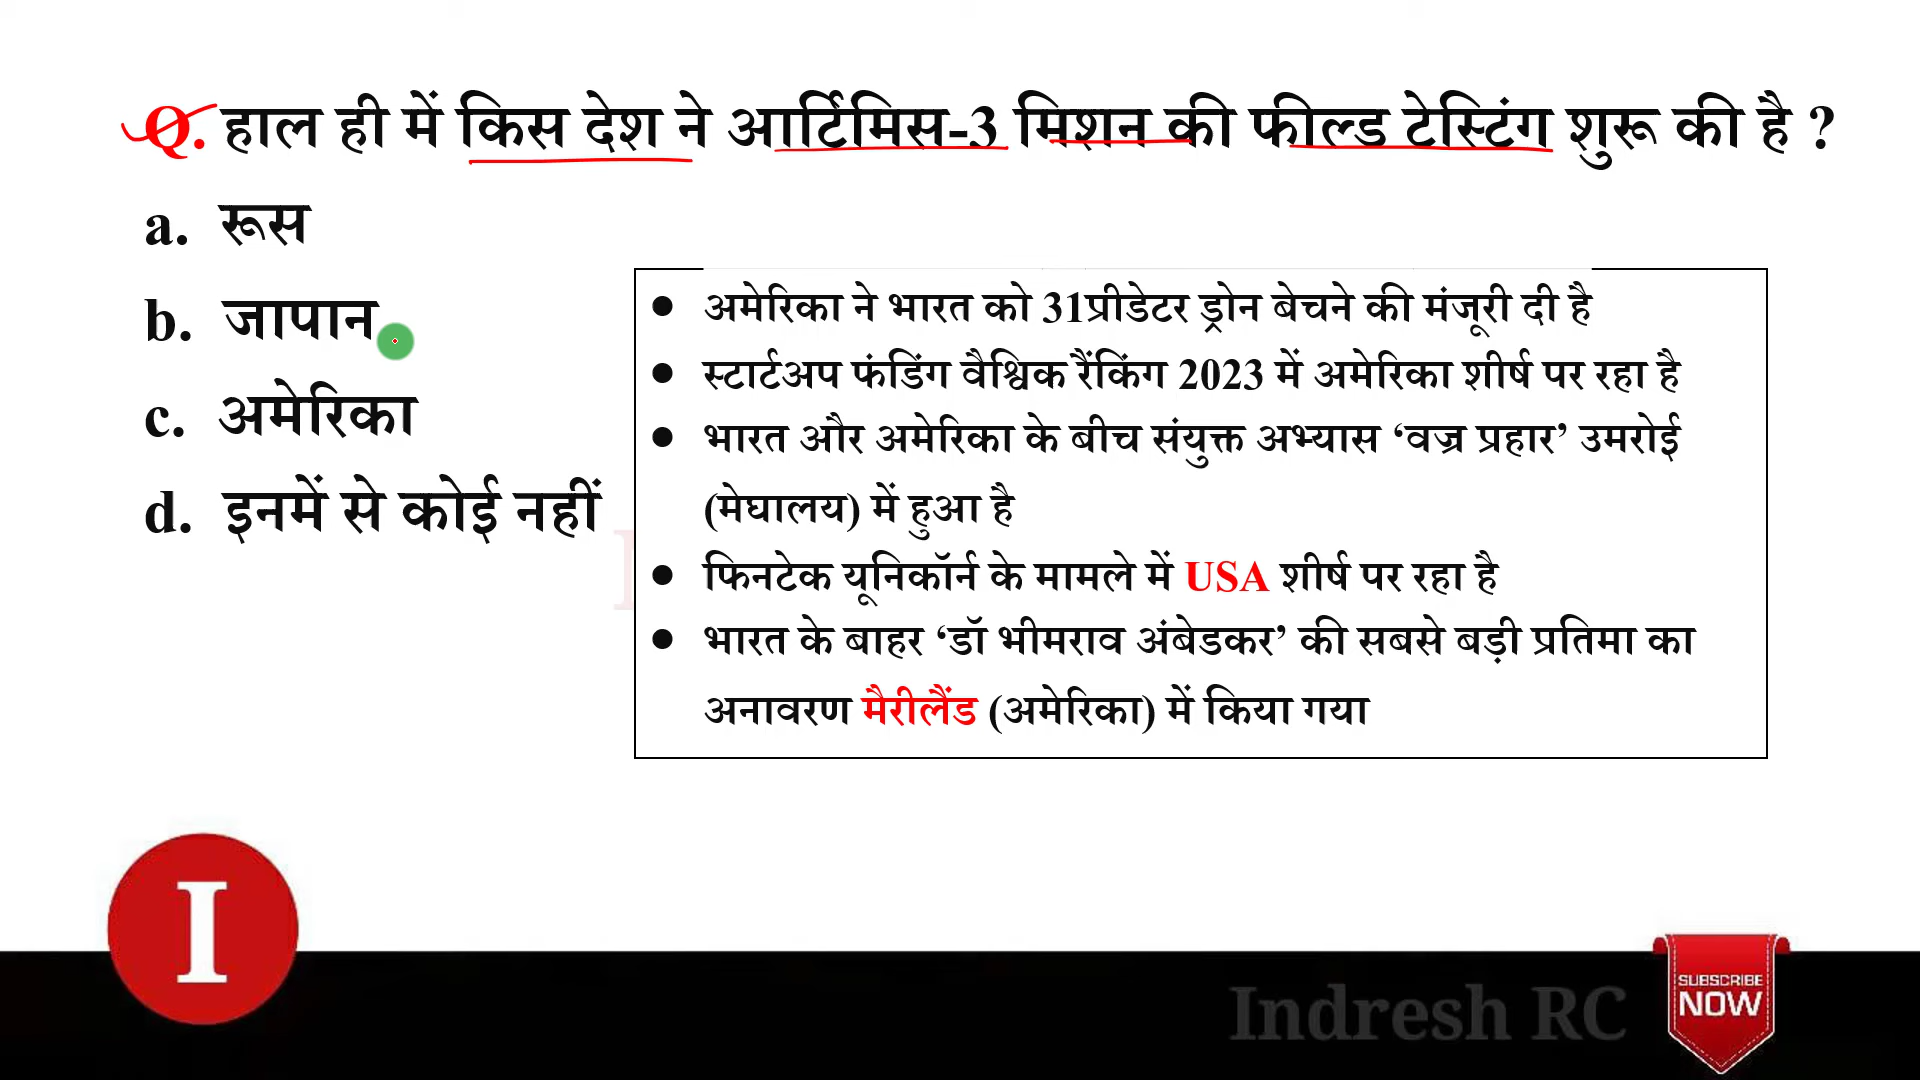 Q. हाल ही में किस देश ने आर्टिमिस-3 मिशन की फील्ड टेस्टिंग शुरू की है ?
a. रूस
b. जापान
c. अमेरिका
d. इनमें से कोई नहीं
● अमेरिका ने भारत को 31प्रीडेटर ड्रोन बेचने की मंजूरी दी है
● स्टार्टअप फंडिंग वैश्विक रैंकिंग 2023 में अमेरिका शीर्ष पर रहा है
● भारत और अमेरिका के बीच संयुक्त अभ्यास ‘वज्र प्रहार’ उमरोई
(मेघालय) में हुआ है
● फिनटेक यूनिकॉर्न के मामले में USA शीर्ष पर रहा है
● भारत के बाहर ‘डॉ भीमराव अंबेडकर’ की सबसे बड़ी प्रतिमा का
अनावरण मैरीलैंड (अमेरिका) में किया गया
I
Indresh RC
SUBSCRIBE
NOW